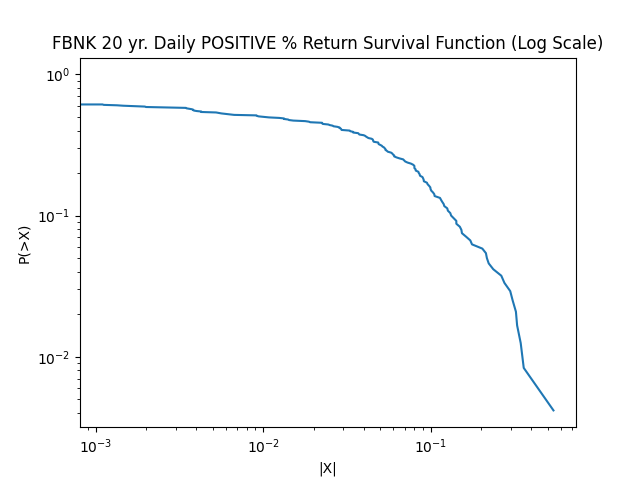 FBNK 20 yr. Daily POSITIVE % Return Survival Function (Log Scale)
10⁰
10⁻¹
10⁻²
P(>X)
10⁻³
10⁻²
10⁻¹
|X|